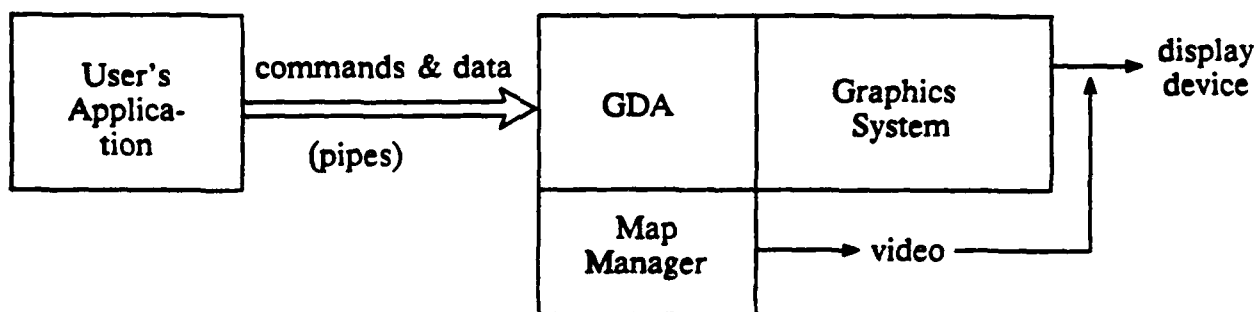 User's
Applica-
tion
commands & data
(pipes)
GDA
Graphics
System
display
device
Map
Manager
video